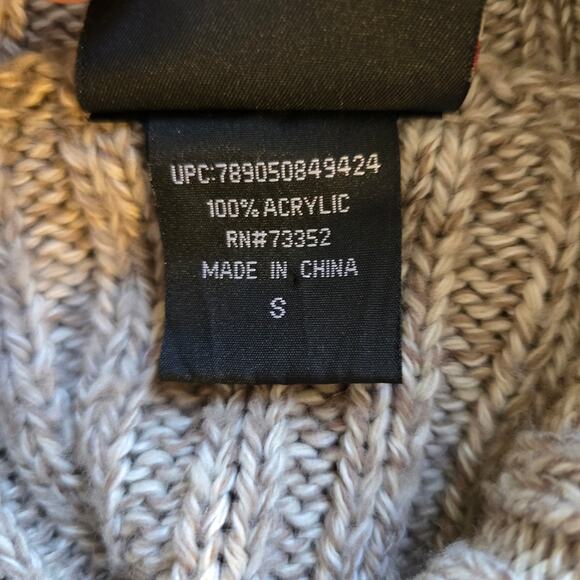 UPC:789050849424
100% ACRYLIC
RN#73352
MADE IN CHINA
S